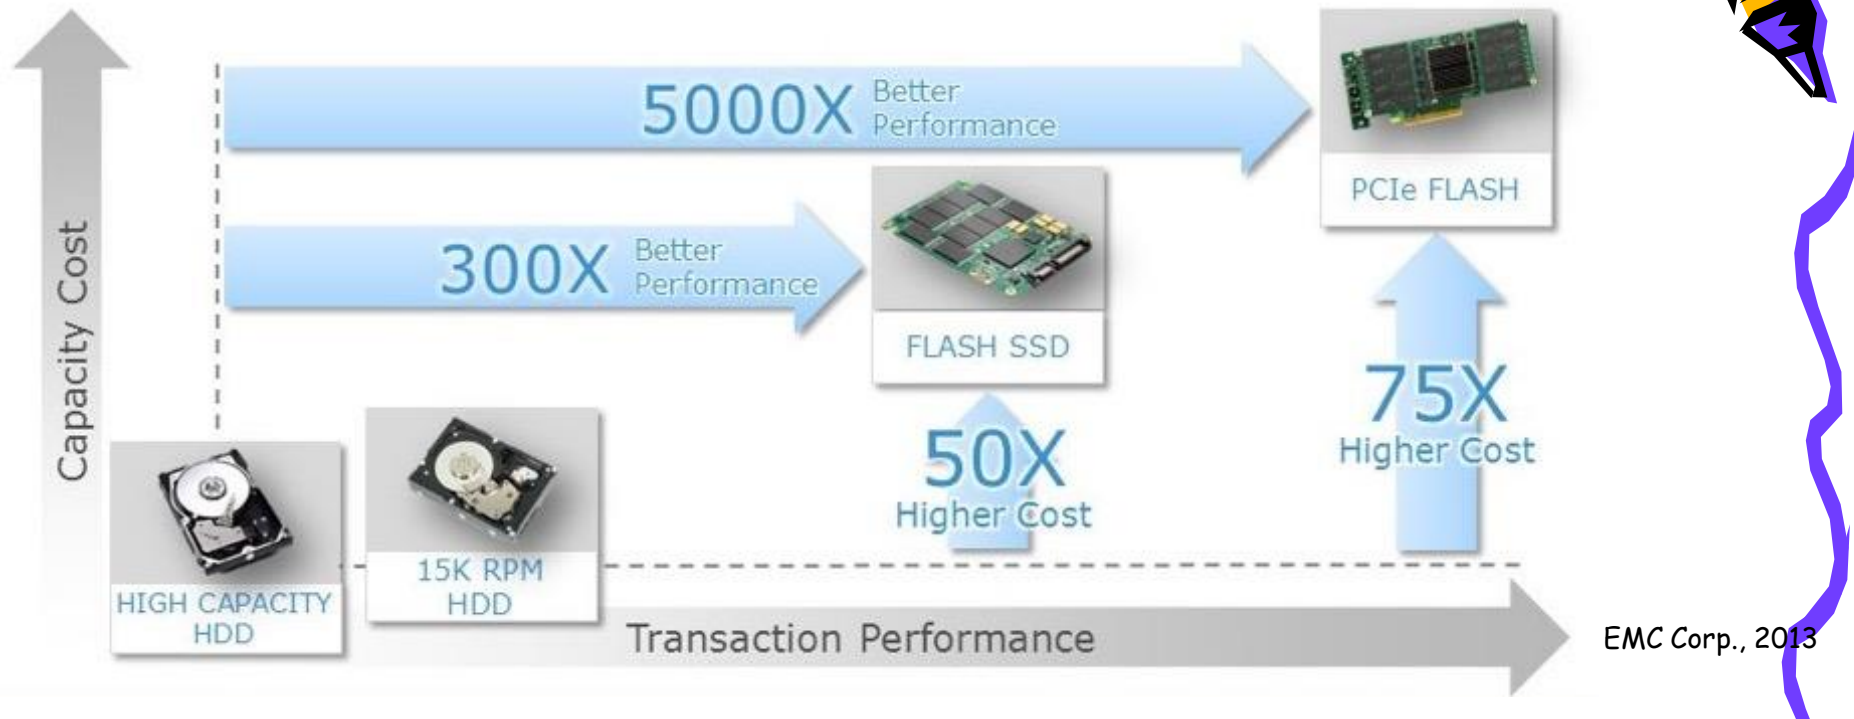 Capacity Cost
5000X
Better
Performance
PCIe FLASH
300X
Better
Performance
FLASH SSD
75X
Higher Cost
50X
Higher Cost
15K RPM
HDD
HIGH CAPACITY
HDD
Transaction Performance
EMC Corp., 2013